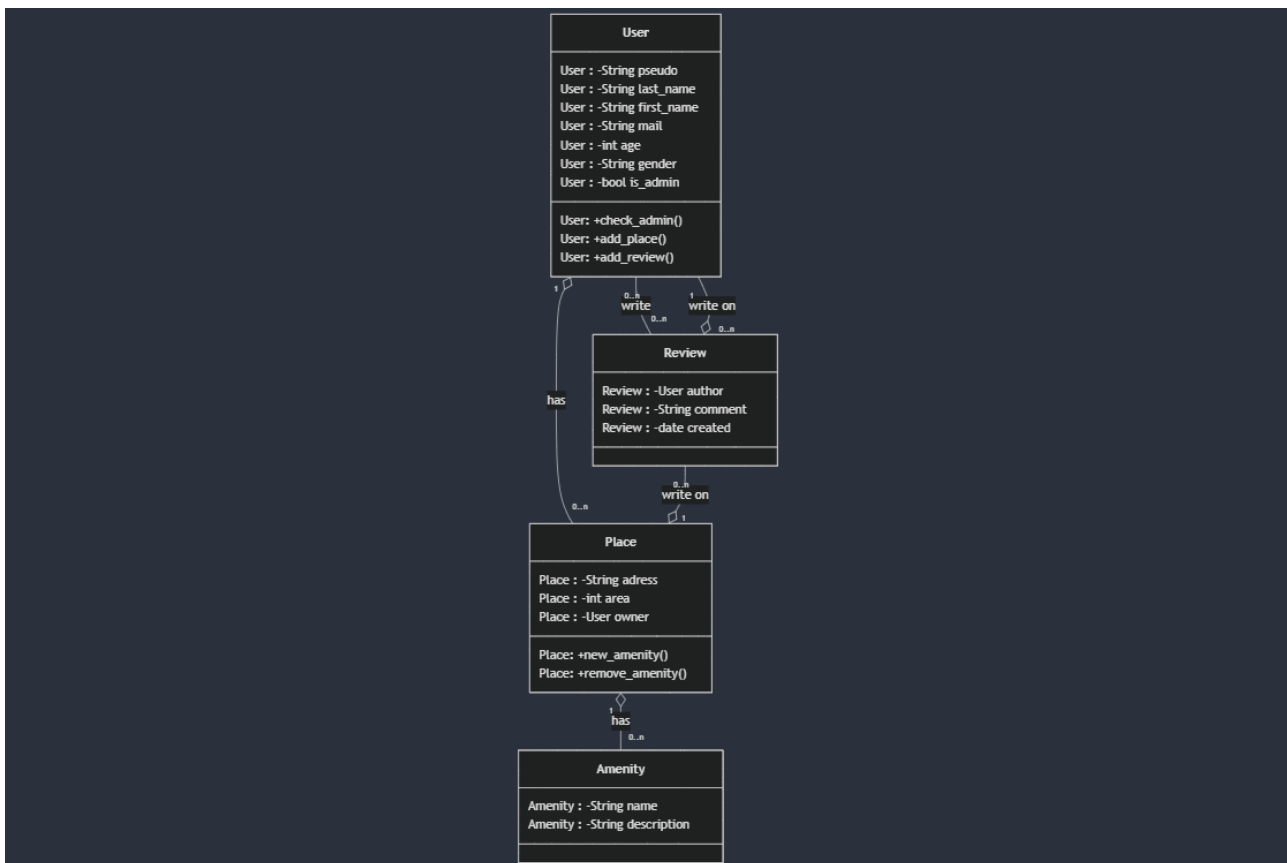 User
User : -String pseudo
User : -String last_name
User : -String first_name
User : -String mail
User : -int age
User : -String gender
User : -bool is_admin
User: +check_admin()
User: +add_place()
User: +add_review()
1
0...n
write
0...n
1
write on
0...n
has
Review
Review : -User author
Review : -String comment
Review : -date created
0...n
write on
1
0...n
Place
Place : -String adress
Place : -int area
Place : -User owner
Place: +new_amenity()
Place: +remove_amenity()
1
has
0...n
Amenity
Amenity : -String name
Amenity : -String description